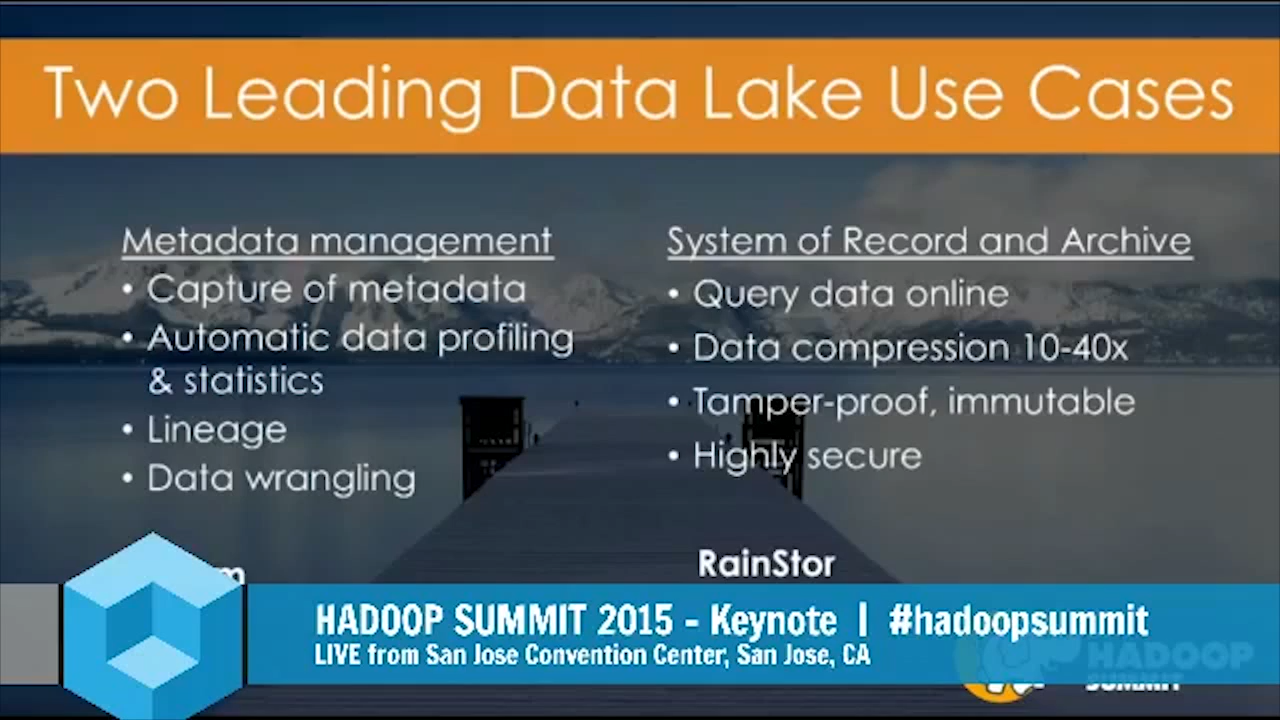 Two Leading Data Lake Use Cases
Metadata management
• Capture of metadata
• Automatic data profiling
& statistics
• Lineage
• Data wrangling
System of Record and Archive
• Query data online
• Data compression 10-40x
• Tamper-proof, immutable
• Highly secure
RainStor
HADOOP SUMMIT 2015 - Keynote | #hadoopsummit
LIVE from San Jose Convention Center, San Jose, CA
HADOOP
SUMMIT